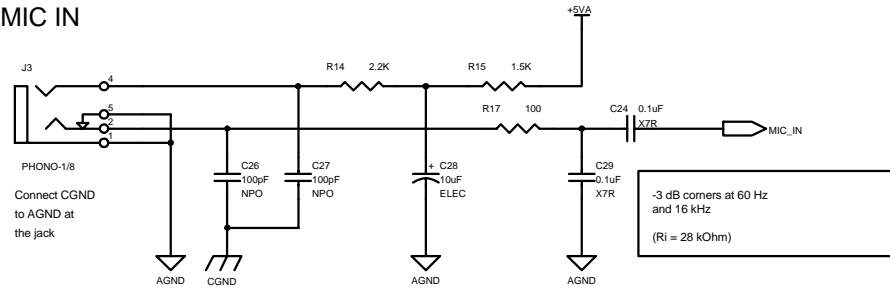 MIC IN
+5VA
J3
4
5
2
1
R14 2.2K
R15 1.5K
R17 100
C24 0.1uF
X7R
MIC_IN
PHONO-1/8
Connect CGND
to AGND at
the jack
C26
100pF
NPO
C27
100pF
NPO
+ C28
10uF
ELEC
C29
0.1uF
X7R
-3 dB corners at 60 Hz
and 16 kHz
(Ri = 28 kOhm)
AGND
CGND
AGND
AGND